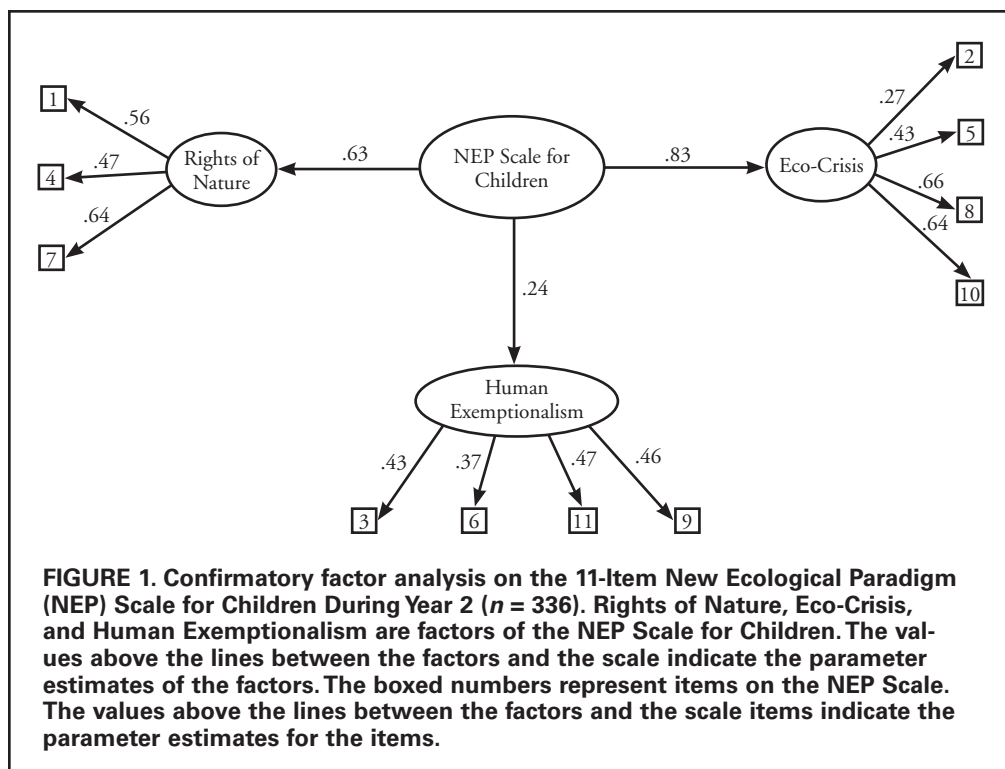 2
1
.27
.56
5
.43
Rights of
Nature
.63
NEP Scale for
Children
.83
Eco-Crisis
4
.47
.66
8
.64
.64
7
10
.24
Human
Exemptionalism
.43
.37
.47
.46
3
6
11
9
FIGURE 1. Confirmatory factor analysis on the 11-Item New Ecological Paradigm
(NEP) Scale for Children During Year 2 (n = 336). Rights of Nature, Eco-Crisis,
and Human Exemptionalism are factors of the NEP Scale for Children. The val-
ues above the lines between the factors and the scale indicate the parameter
estimates of the factors. The boxed numbers represent items on the NEP Scale.
The values above the lines between the factors and the scale items indicate the
parameter estimates for the items.